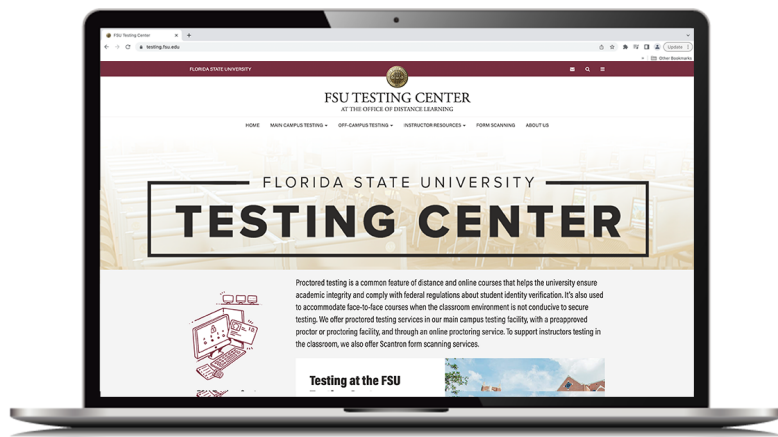 FSU Testing Center
testing.fsu.edu
Update
Other Bookmarks
FLORIDA STATE UNIVERSITY
FSU TESTING CENTER
AT THE OFFICE OF DISTANCE LEARNING
HOME MAIN CAMPUS TESTING OFF-CAMPUS TESTING INSTRUCTOR RESOURCES FORM SCANNING ABOUT US
FLORIDA STATE UNIVERSITY
TESTING CENTER
Proctored testing is a common feature of distance and online courses that helps the university ensure
academic integrity and comply with federal regulations about student identity verification. It's also used
to accommodate face-to-face courses when the classroom environment is not conducive to secure
testing. We offer proctored testing services in our main campus testing facility, with a preapproved
proctor or proctoring facility, and through an online proctoring service. To support instructors testing in
the classroom, we also offer Scantron form scanning services.
Testing at the FSU